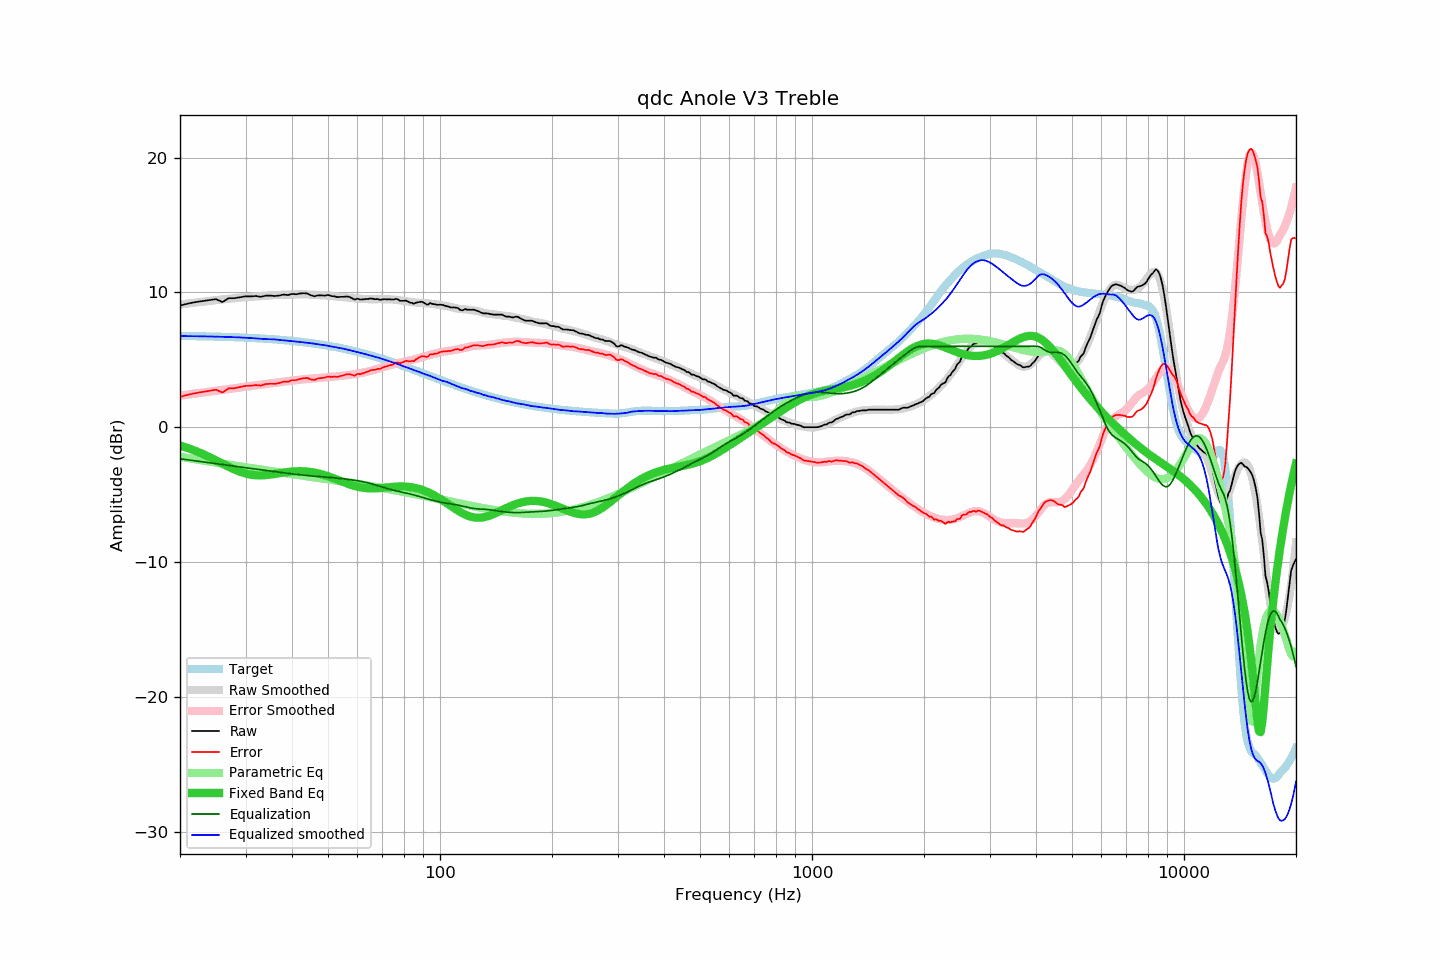 qdc Anole V3 Treble
Amplitude (dBr)
20
10
0
−10
−20
−30
Target
Raw Smoothed
Error Smoothed
Raw
Error
Parametric Eq
Fixed Band Eq
Equalization
Equalized smoothed
100
1000
10000
Frequency (Hz)